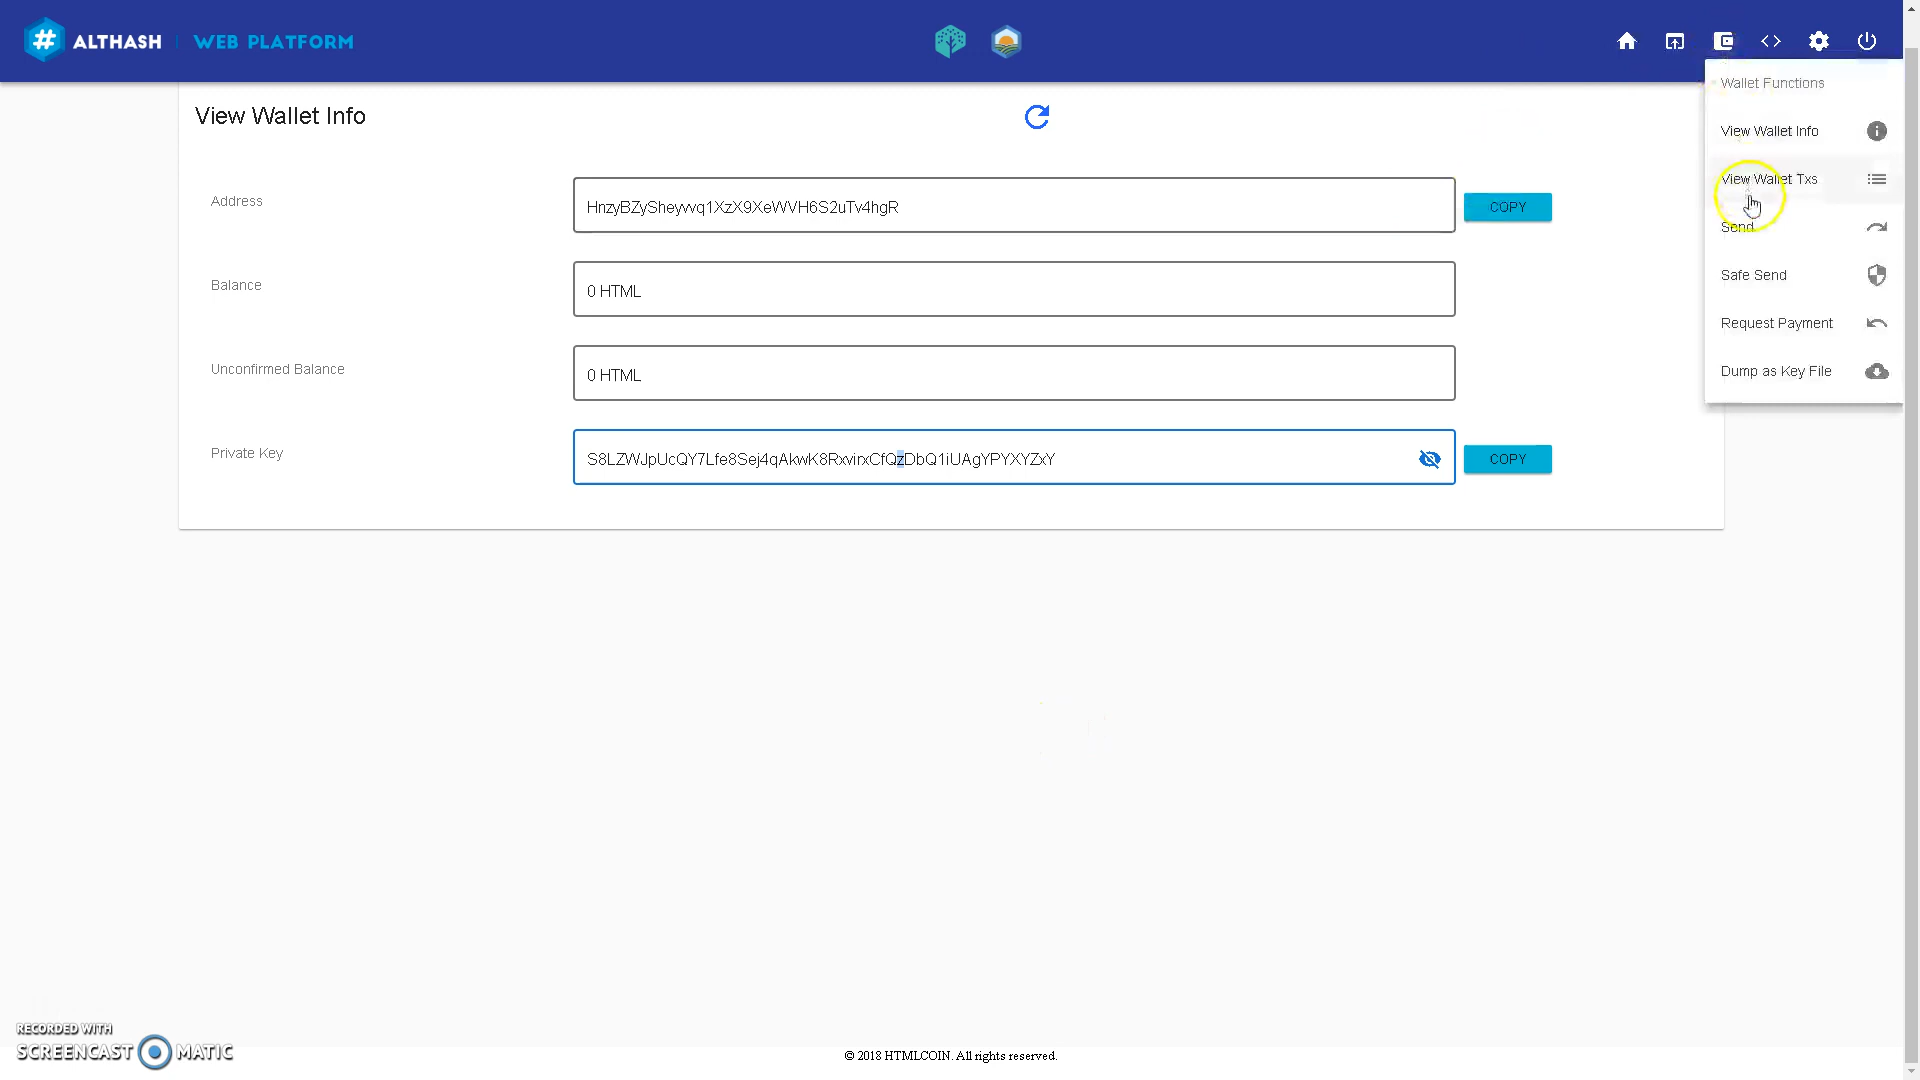 # ALTHASH | WEB PLATFORM
Wallet Functions
View Wallet Info
View Wallet Txs
Send
Safe Send
Request Payment
Dump as Key File
View Wallet Info
Address
HnzyBZySheyvvq1XzX9XeWVH6S2uTv4hgR
COPY
Balance
0 HTML
Unconfirmed Balance
0 HTML
Private Key
S8LZWJpUcQY7Lfe8Sej4qAkwK8RxvirxCfQzDbQ1iUAgYPYXYZxY
COPY
RECORDED WITH
SCREENCAST MATIC
© 2018 HTMLCOIN. All rights reserved.